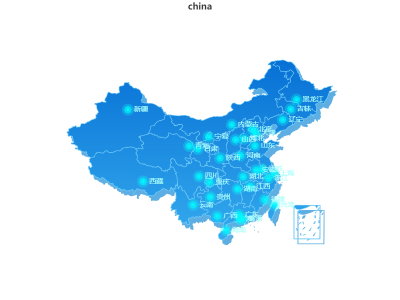 china
黑龙江
吉林
辽宁
新疆
内蒙古
北京
宁夏
山西
河北
青海
甘肃
山东
陕西
河南
西藏
四川
湖北
重庆
江西
湖南
贵州
云南
广西
广东